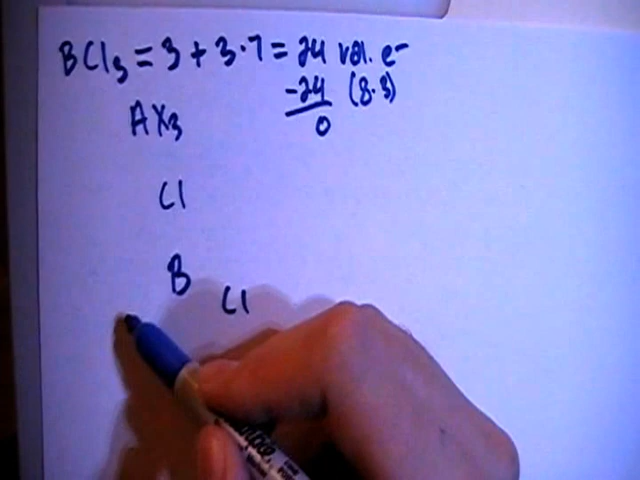 BCl₃ = 3 + 3·7 = 24 val. e⁻
-24 (8·3)
AX₃
0
Cl
B
Cl